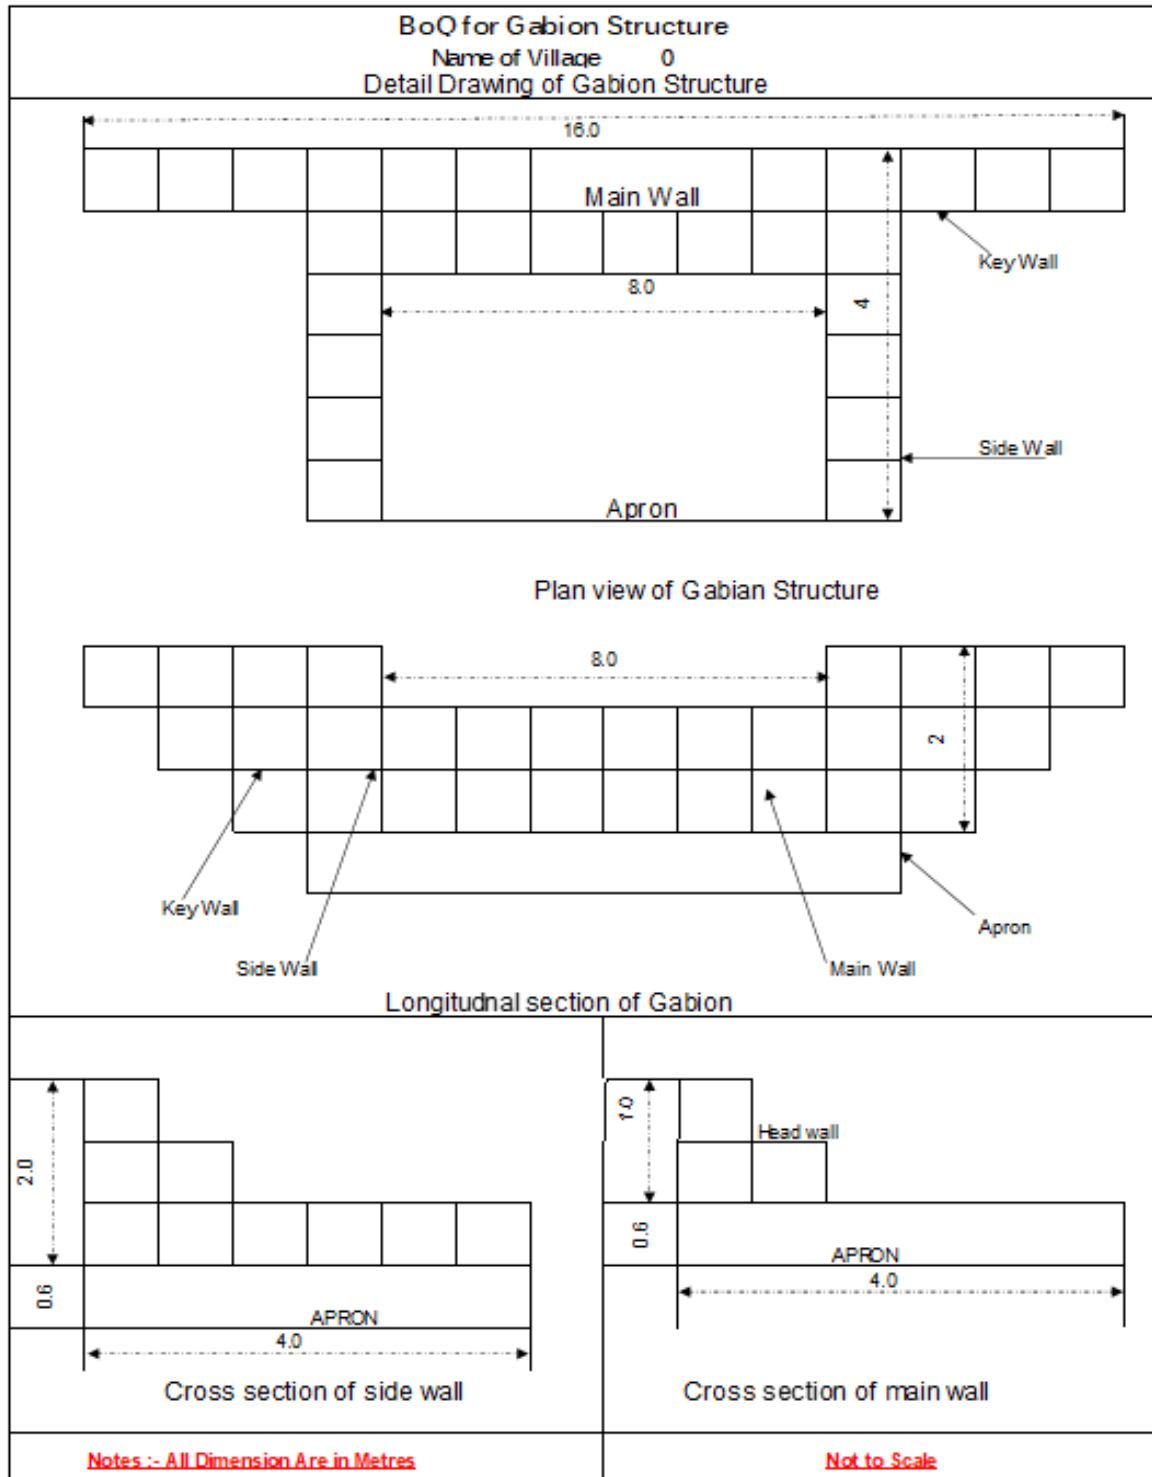 BoQ for Gabion Structure
Name of Village 0
Detail Drawing of Gabion Structure
16.0
Main Wall
Key Wall
8.0
4
Side Wall
Apron
Plan view of Gabian Structure
8.0
2
Key Wall
Apron
Side Wall
Main Wall
Longitudnal section of Gabion
2.0
0.6
APRON
4.0
Cross section of side wall
1.0
Head wall
0.6
APRON
4.0
Cross section of main wall
Notes :- All Dimension Are in Metres
Not to Scale